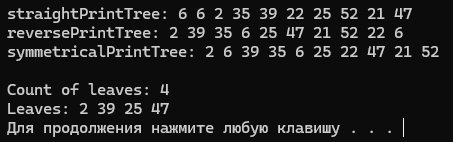 straightPrintTree: 6 6 2 35 39 22 25 52 21 47
reversePrintTree: 2 39 35 6 25 47 21 52 22 6
symmetricalPrintTree: 2 6 39 35 6 25 22 47 21 52
Count of leaves: 4
Leaves: 2 39 25 47
Для продолжения нажмите любую клавишу . . .